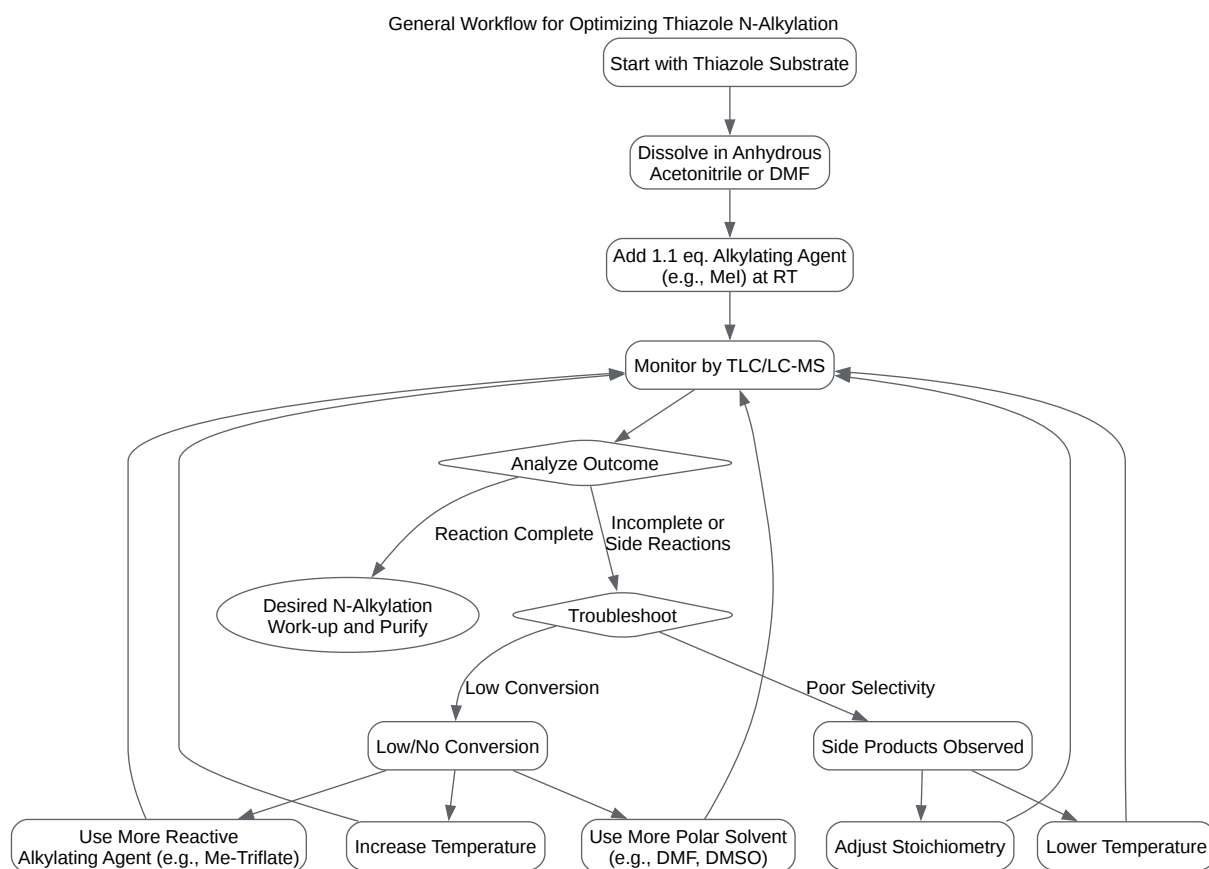 General Workflow for Optimizing Thiazole N-Alkylation
Start with Thiazole Substrate
Dissolve in Anhydrous
Acetonitrile or DMF
Add 1.1 eq. Alkylating Agent
(e.g., MeI) at RT
Monitor by TLC/LC-MS
Analyze Outcome
Reaction Complete
Incomplete or
Side Reactions
Desired N-Alkylation
Work-up and Purify
Troubleshoot
Low Conversion
Poor Selectivity
Low/No Conversion
Side Products Observed
Use More Reactive
Alkylating Agent (e.g., Me-Triflate)
Increase Temperature
Use More Polar Solvent
(e.g., DMF, DMSO)
Adjust Stoichiometry
Lower Temperature